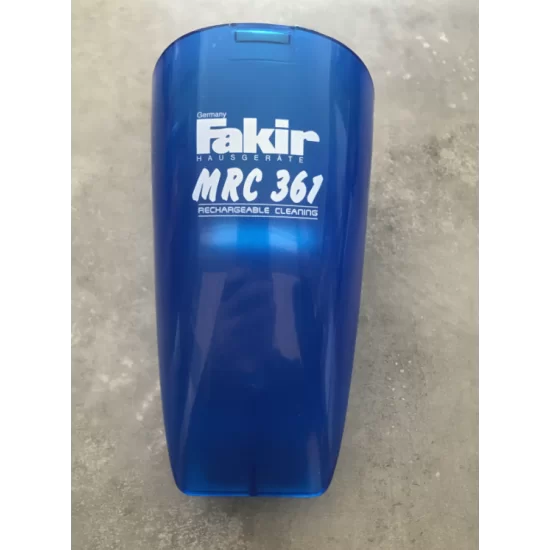 Germany
Fakir
HAUSGERÄTE
MRC 361
RECHARGEABLE CLEANING